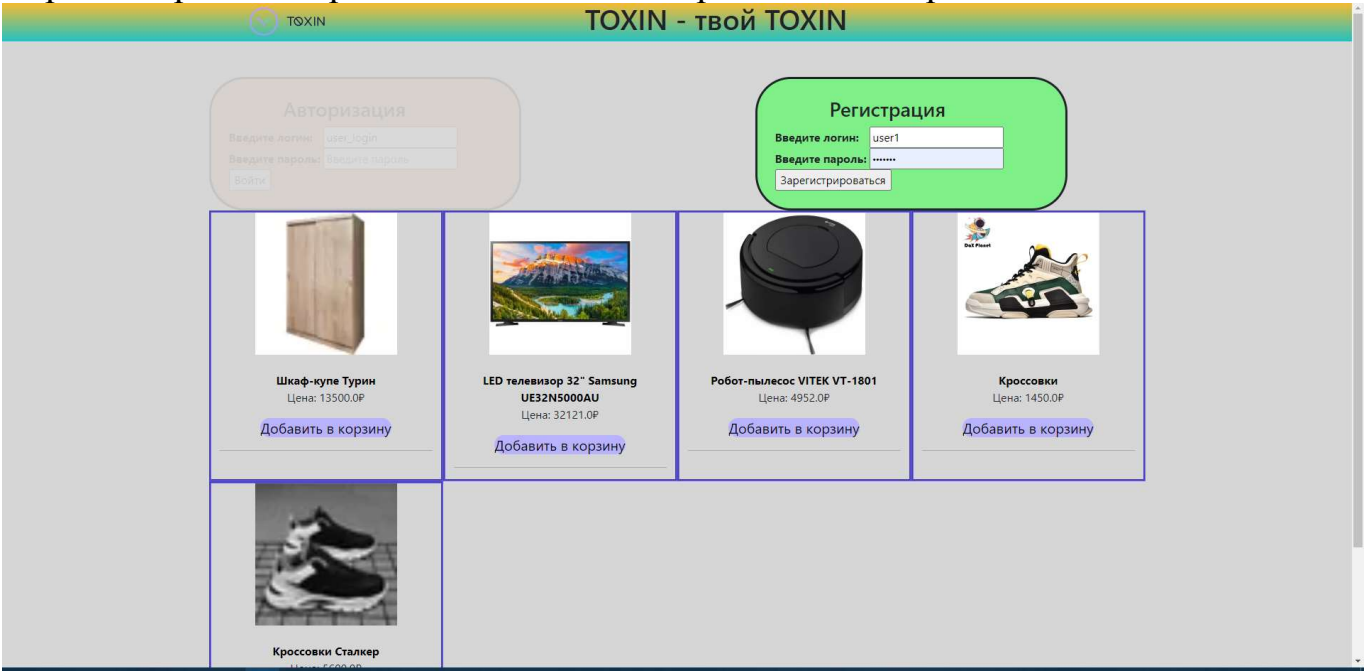 TOXIN
TOXIN - твой TOXIN
Авторизация
Введите логин: user_login
Введите пароль: Введите пароль
Войти
Регистрация
Введите логин: user1
Введите пароль: •••••••
Зарегистрироваться
Шкаф-купе Турин
Цена: 13500.0₽
Добавить в корзину
LED телевизор 32" Samsung
UE32N5000AU
Цена: 32121.0₽
Добавить в корзину
Робот-пылесос VITEK VT-1801
Цена: 4952.0₽
Добавить в корзину
DaX Planet
Кроссовки
Цена: 1450.0₽
Добавить в корзину
Кроссовки Сталкер